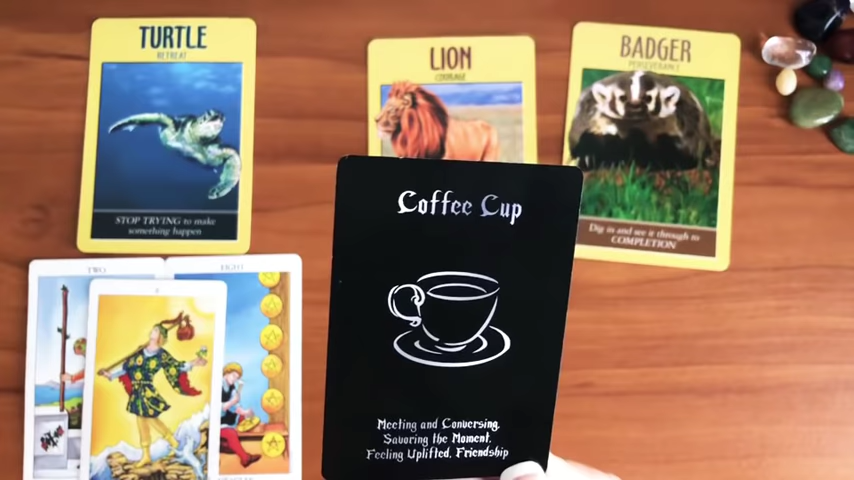 TURTLE
RETREAT
STOP TRYING to make
something happen
LION
COURAGE
BADGER
PERSEVERANCE
Dig in and see it through to
COMPLETION
TWO
EIGHT
0
Coffee Cup
Meeting and Conversing,
Savoring the Moment,
Feeling Uplifted, Friendship